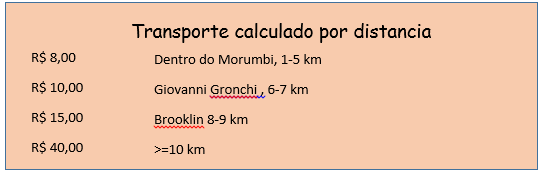 Transporte calculado por distancia
R$ 8,00 Dentro do Morumbi, 1-5 km
R$ 10,00 Giovanni Gronchi , 6-7 km
R$ 15,00 Brooklin 8-9 km
R$ 40,00 >=10 km